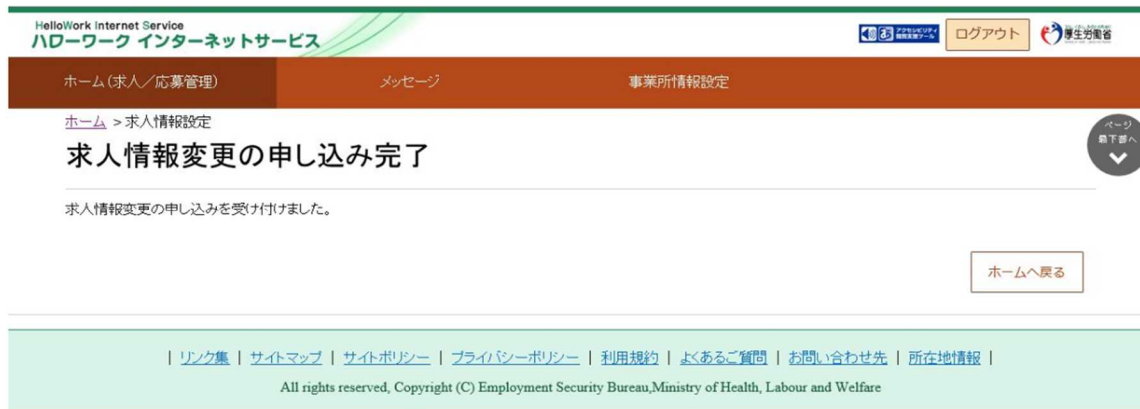 HelloWork Internet Service
ハローワーク インターネットサービス
ログアウト
厚生労働省
ホーム(求人／応募管理)
メッセージ
事業所情報設定
ホーム > 求人情報設定
ページ
最下部へ
求人情報変更の申し込み完了
求人情報変更の申し込みを受け付けました。
ホームへ戻る
| リンク集 | サイトマップ | サイトポリシー | プライバシーポリシー | 利用規約 | よくあるご質問 | お問い合わせ先 | 所在地情報 |
All rights reserved, Copyright (C) Employment Security Bureau,Ministry of Health, Labour and Welfare